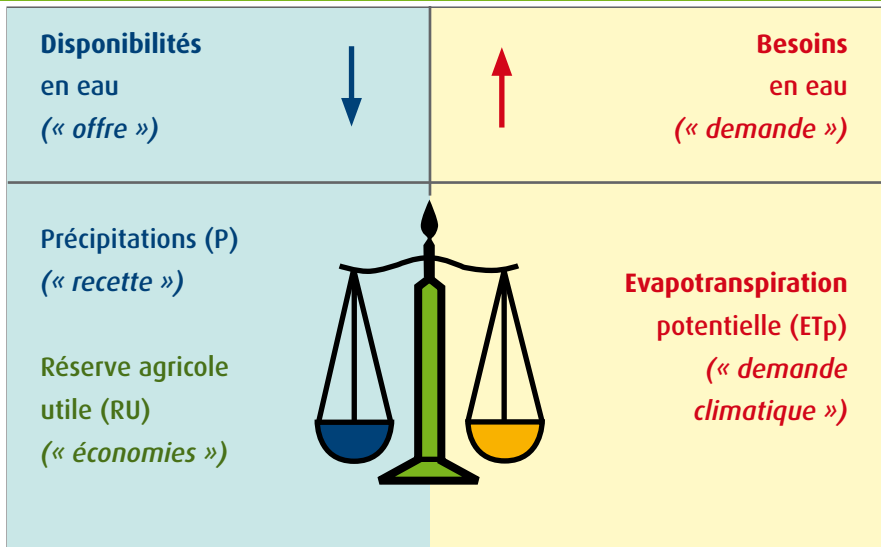 Disponibilités
en eau
(« offre »)
Besoins
en eau
(« demande »)
Précipitations (P)
(« recette »)
Réserve agricole
utile (RU)
(« économies »)
Evapotranspiration
potentielle (ETp)
(« demande
climatique »)